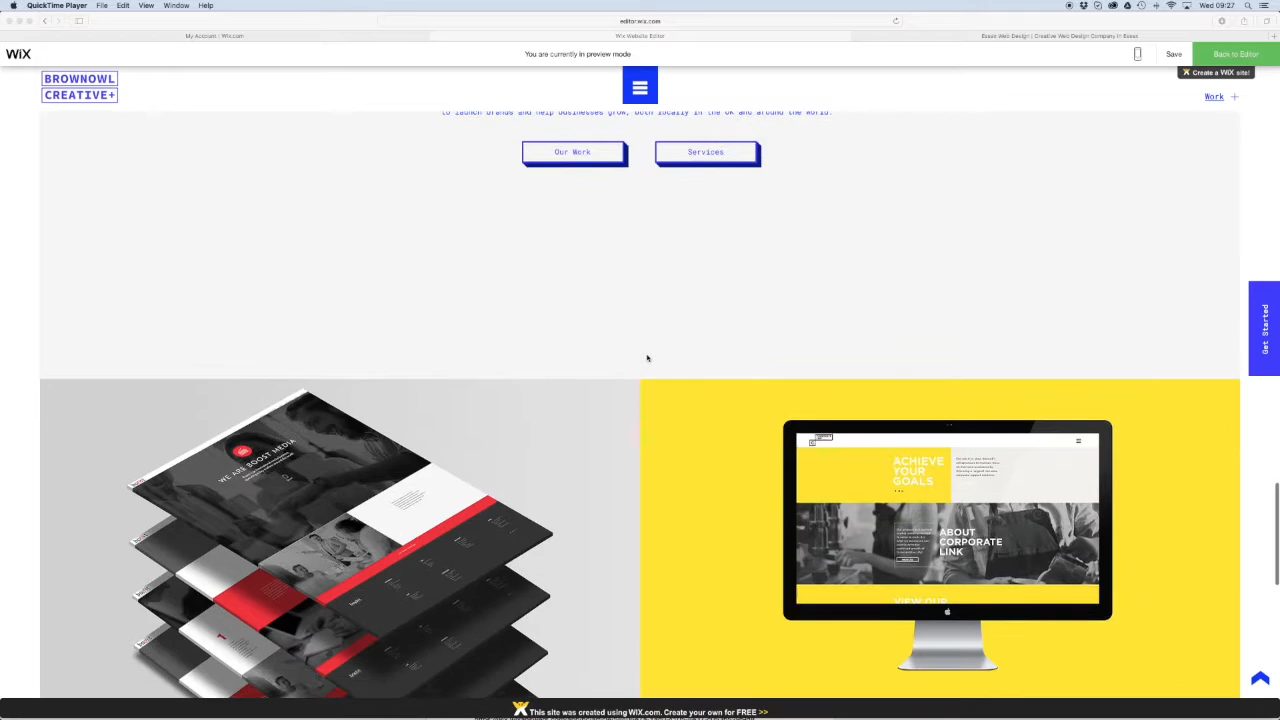 QuickTime Player File Edit View Window Help
Wed 09:27
editor.wix.com
My Account | Wix.com
Wix Website Editor
Essex Web Design | Creative Web Design Company in Essex
WiX
You are currently in preview mode
Save
Back to Editor
Create a WiX site!
BROWNOWL
CREATIVE+
Work +
to launch brands and help businesses grow, both locally in the UK and around the world.
Our Work
Services
Get Started
WE ARE BOOST MEDIA
ACHIEVE
YOUR
GOALS
ABOUT
CORPORATE
LINK
VIEW OUR
This site was created using WiX.com. Create your own for FREE >>